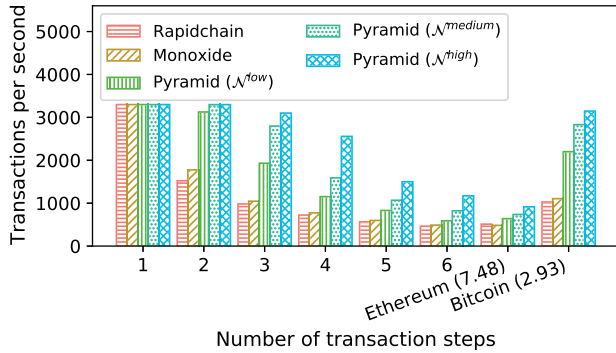 Transactions per second
5000
4000
3000
2000
1000
0
Rapidchain
Monoxide
Pyramid (𝒩^low)
Pyramid (𝒩^medium)
Pyramid (𝒩^high)
1
2
3
4
5
6
Ethereum (7.48)
Bitcoin (2.93)
Number of transaction steps